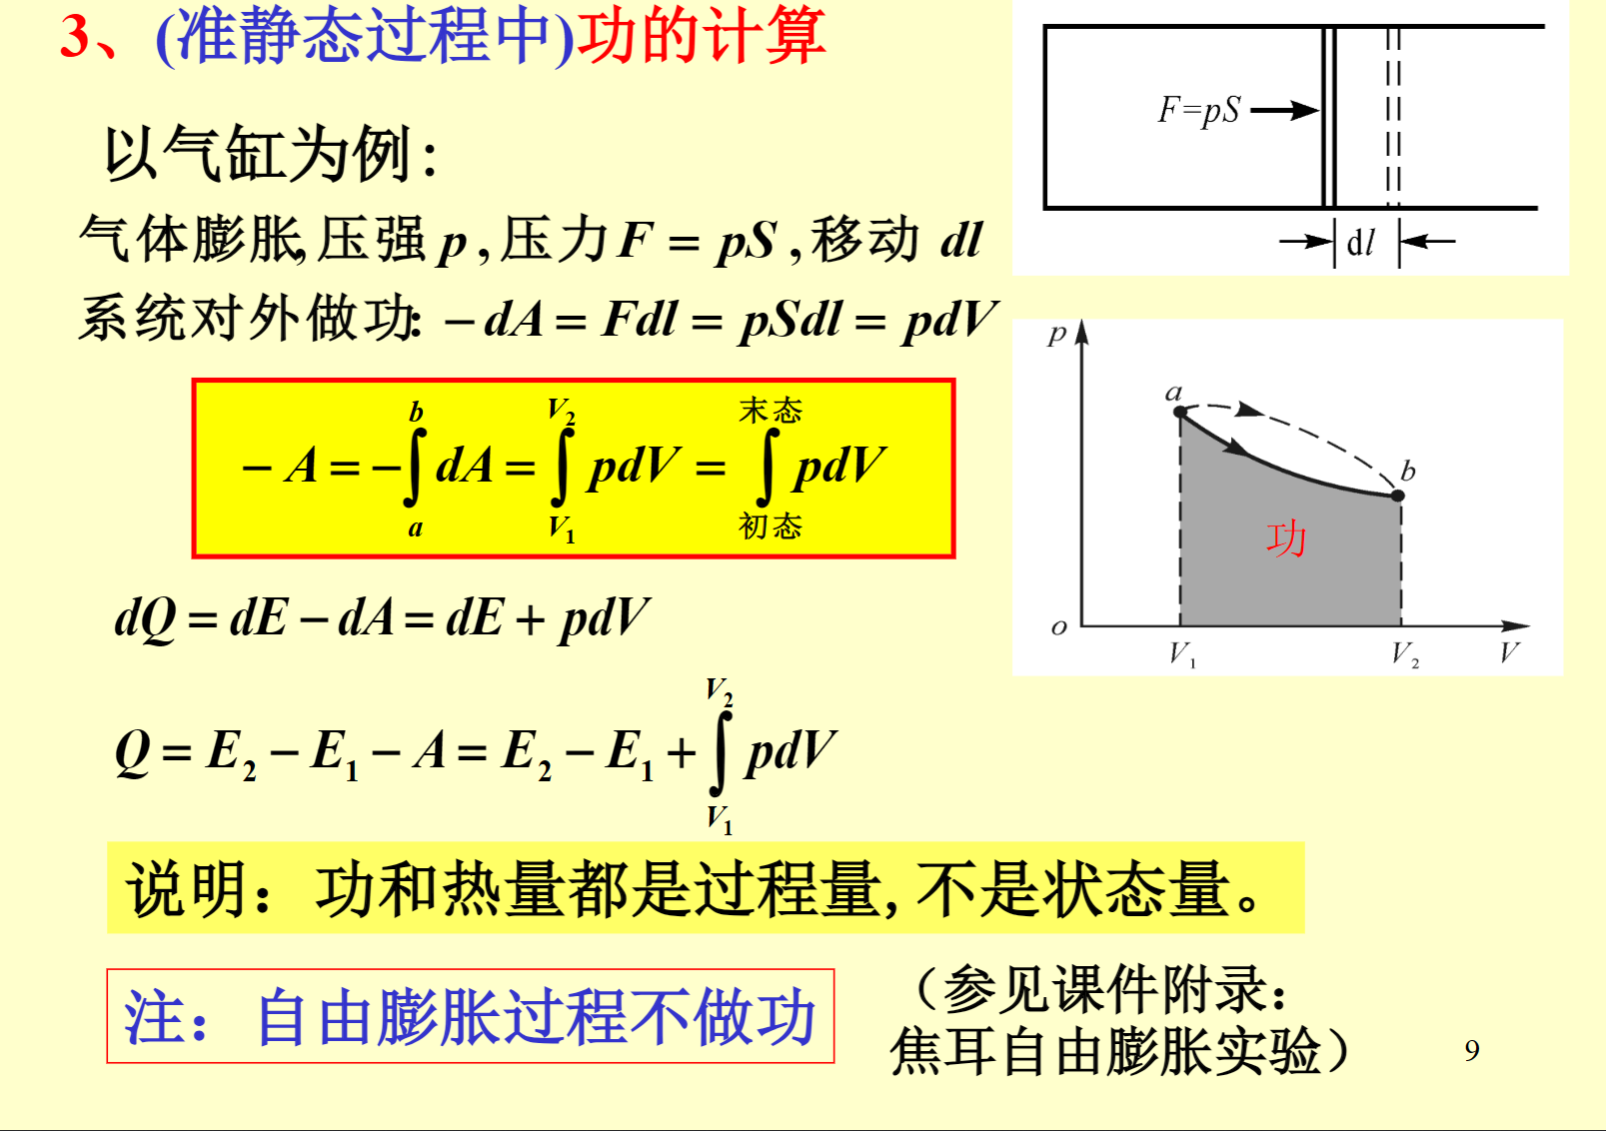 3、(准静态过程中)功的计算
以气缸为例:
气体膨胀,压强 p ,压力 F = pS ,移动 dl
系统对外做功: – dA = Fdl = pSdl = pdV
– A = –∫_a^b dA = ∫_{V_1}^{V_2} pdV = ∫_{初态}^{末态} pdV
dQ = dE – dA = dE + pdV
Q = E_2 – E_1 – A = E_2 – E_1 + ∫_{V_1}^{V_2} pdV
说明：功和热量都是过程量,不是状态量。
注：自由膨胀过程不做功
（参见课件附录：
焦耳自由膨胀实验）
9
F=pS
dl
p
a
b
功
o
V_1
V_2
V